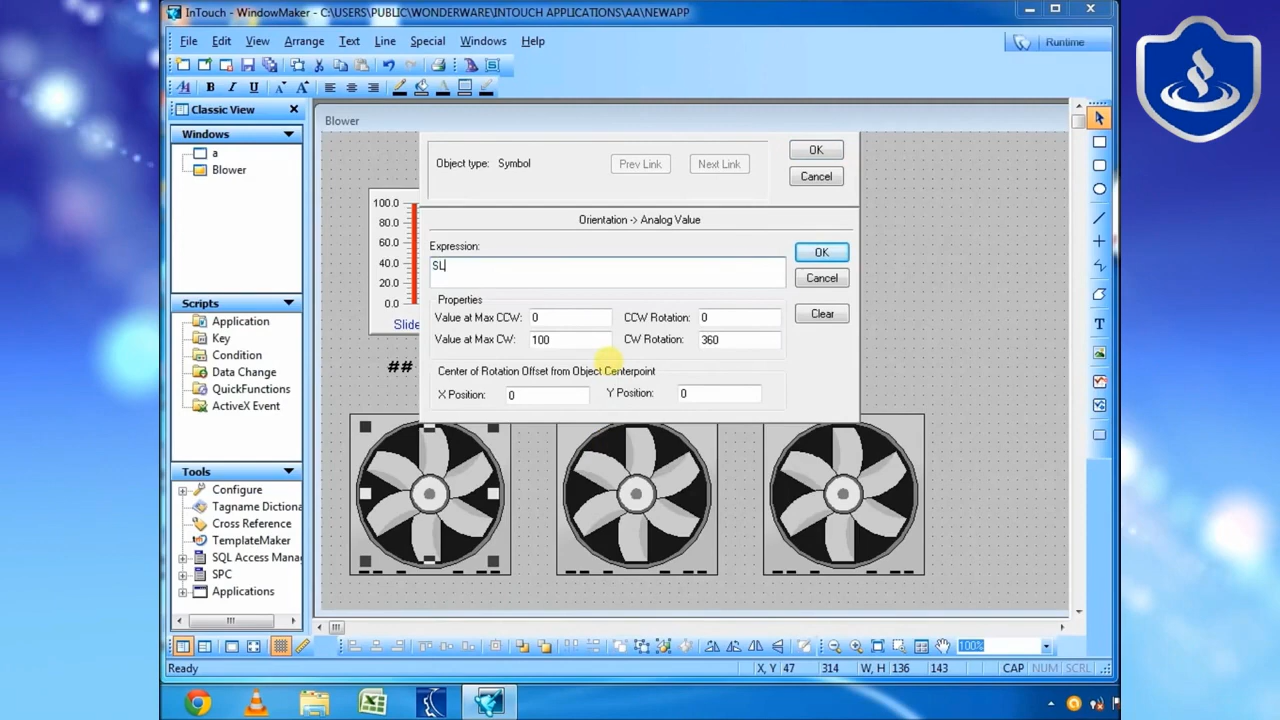 InTouch - WindowMaker - C:\USERS\PUBLIC\WONDERWARE\INTOUCH APPLICATIONS\AA\NEWAPP
File Edit View Arrange Text Line Special Windows Help
Runtime
B I U A A
Classic View
Windows
a
Blower
Scripts
Application
Key
Condition
Data Change
QuickFunctions
ActiveX Event
Tools
Configure
Tagname Dictiona
Cross Reference
TemplateMaker
SQL Access Mana
SPC
Applications
Blower
100.0
80.0
60.0
40.0
20.0
0.0
Slide
##
Object type: Symbol
Prev Link
Next Link
OK
Cancel
Orientation -> Analog Value
Expression:
SL
OK
Cancel
Clear
Properties
Value at Max CCW: 0 CCW Rotation: 0
Value at Max CW: 100 CW Rotation: 360
Center of Rotation Offset from Object Centerpoint
X Position: 0 Y Position: 0
T
100%
Ready X, Y 47 314 W, H 136 143 CAP NUM SCRL